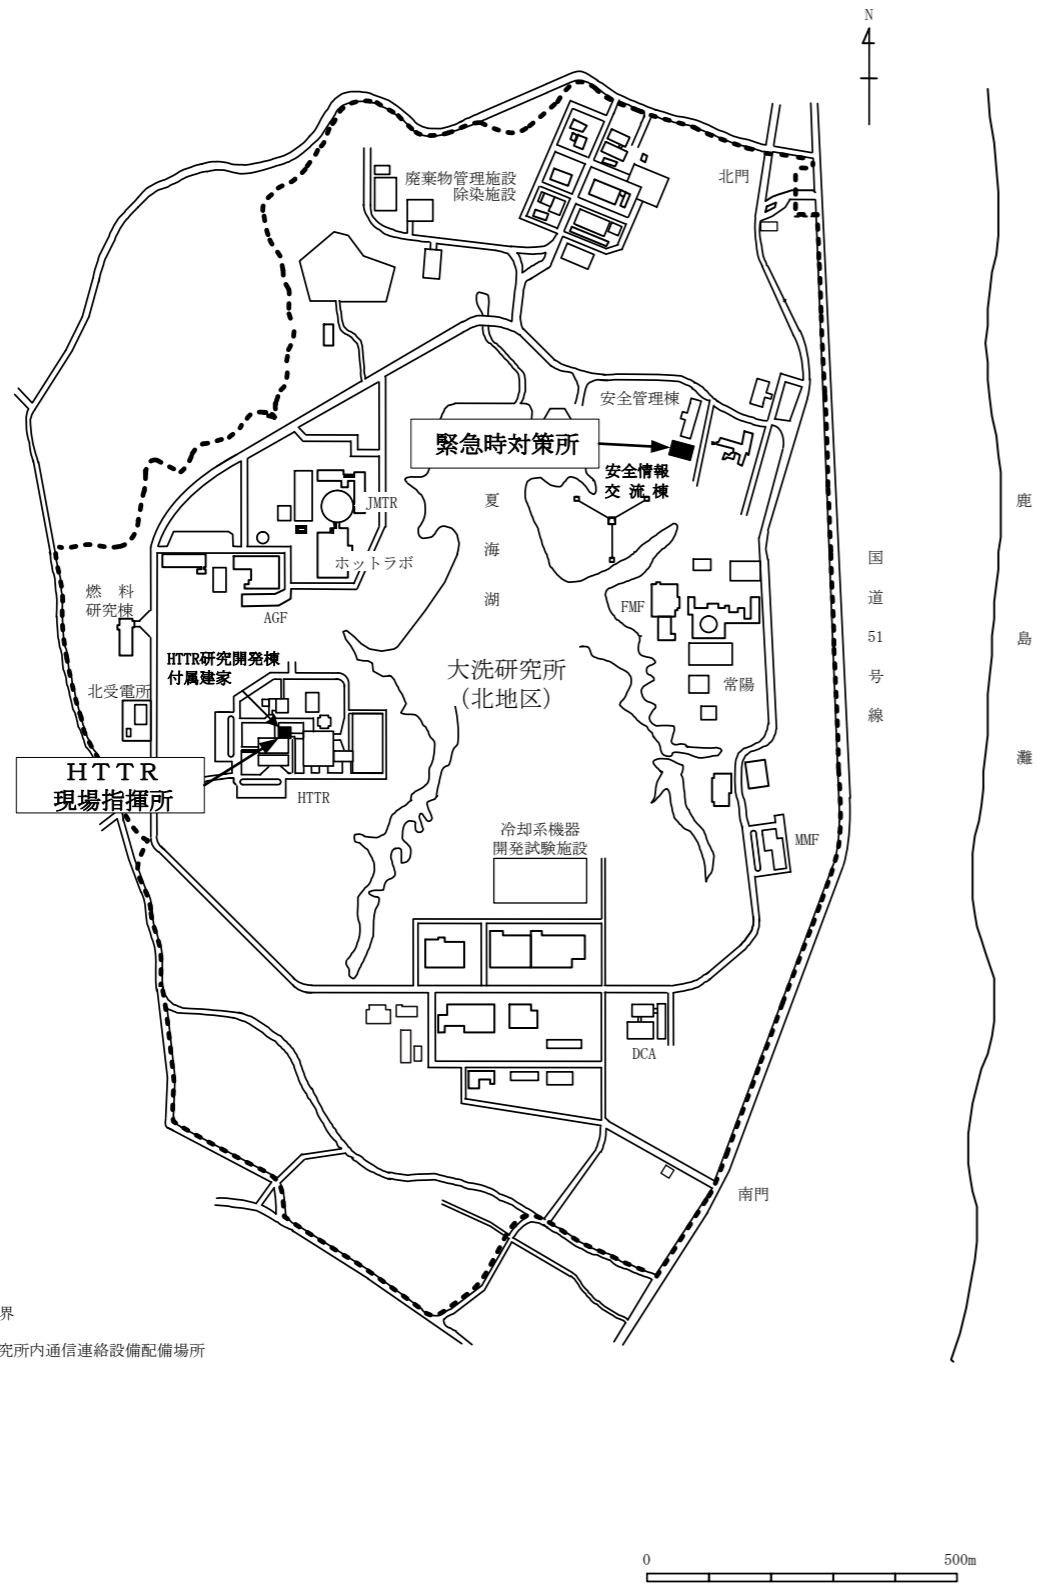 N
北門
廃棄物管理施設
除染施設
安全管理棟
緊急時対策所
安全情報
交 流 棟
夏海湖
JMTR
ホットラボ
鹿島灘
国道51号線
燃 料
研究棟
AGF
FMF
HTTR研究開発棟
付属建家
大洗研究所
(北地区)
常陽
北受電所
HTTR
現場指揮所
HTTR
冷却系機器
開発試験施設
MMF
DCA
南門
界
究所内通信連絡設備配備場所
0 500m